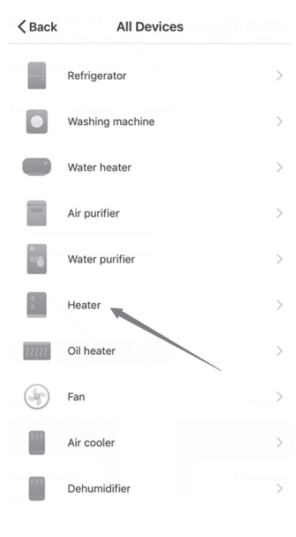 Back All Devices
Refrigerator
Washing machine
Water heater
Air purifier
Water purifier
Heater
Oil heater
Fan
Air cooler
Dehumidifier